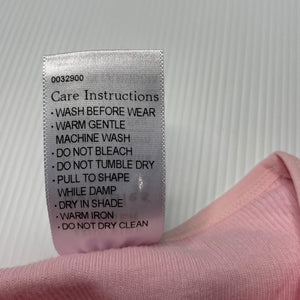 0032900
Care Instructions
· WASH BEFORE WEAR
· WARM GENTLE
MACHINE WASH
· DO NOT BLEACH
· DO NOT TUMBLE DRY
· PULL TO SHAPE
WHILE DAMP
· DRY IN SHADE
· WARM IRON
· DO NOT DRY CLEAN